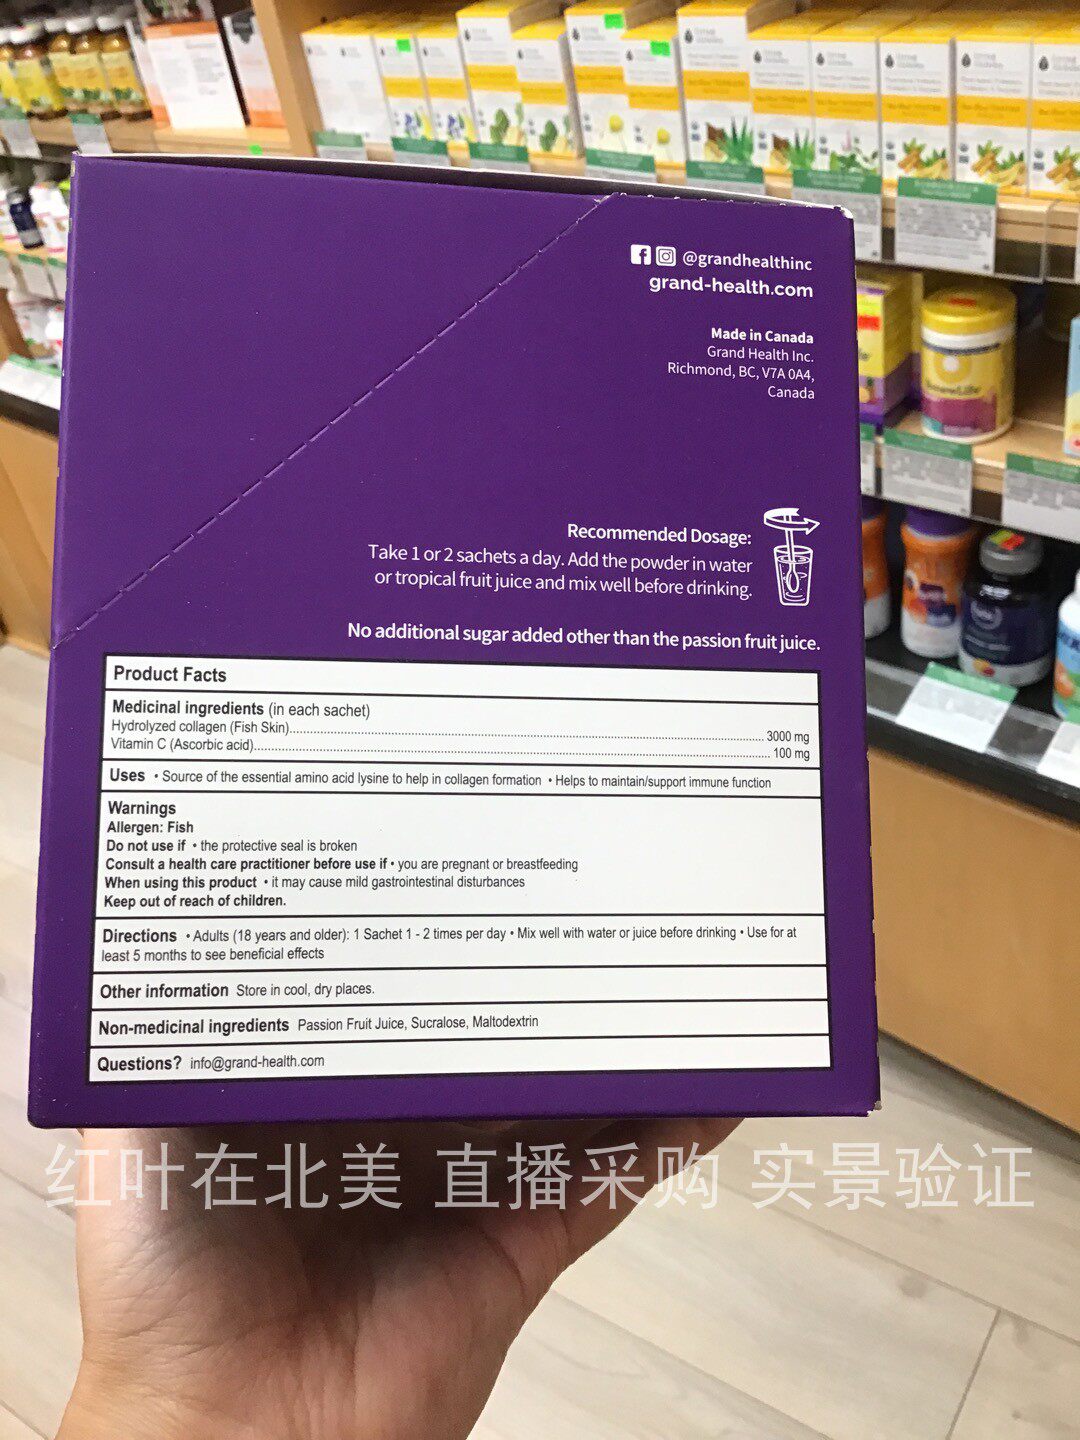 @grandhealthinc
grand-health.com
Made in Canada
Grand Health Inc.
Richmond, BC, V7A 0A4,
Canada
Recommended Dosage:
Take 1 or 2 sachets a day. Add the powder in water
or tropical fruit juice and mix well before drinking.
No additional sugar added other than the passion fruit juice.
Product Facts
Medicinal ingredients (in each sachet)
Hydrolyzed collagen (Fish Skin)........ 3000 mg
Vitamin C (Ascorbic acid)........ 100 mg
Uses • Source of the essential amino acid lysine to help in collagen formation • Helps to maintain/support immune function
Warnings
Allergen: Fish
Do not use if • the protective seal is broken
Consult a health care practitioner before use if • you are pregnant or breastfeeding
When using this product • it may cause mild gastrointestinal disturbances
Keep out of reach of children.
Directions • Adults (18 years and older): 1 Sachet 1 - 2 times per day • Mix well with water or juice before drinking • Use for at
least 5 months to see beneficial effects
Other information Store in cool, dry places.
Non-medicinal ingredients Passion Fruit Juice, Sucralose, Maltodextrin
Questions? info@grand-health.com
红叶在北美 直播采购 实景验证